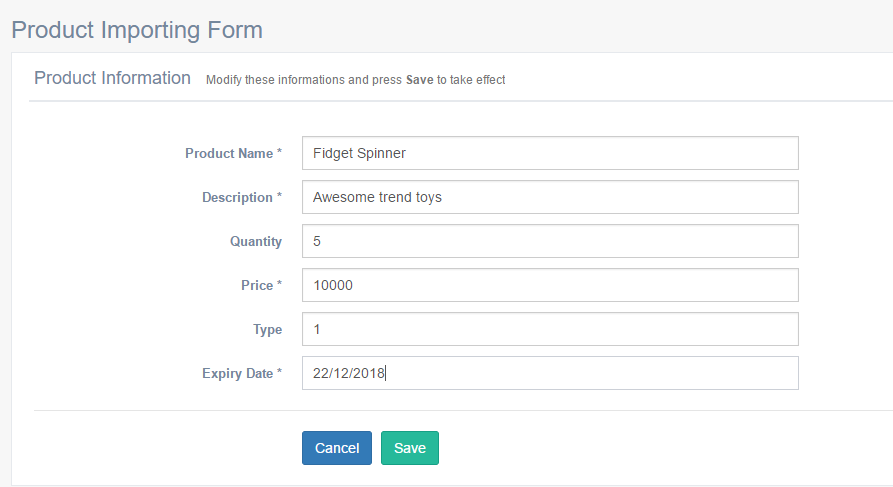 Product Importing Form
Product Information Modify these informations and press Save to take effect
Product Name * Fidget Spinner
Description * Awesome trend toys
Quantity 5
Price * 10000
Type 1
Expiry Date * 22/12/2018
Cancel Save